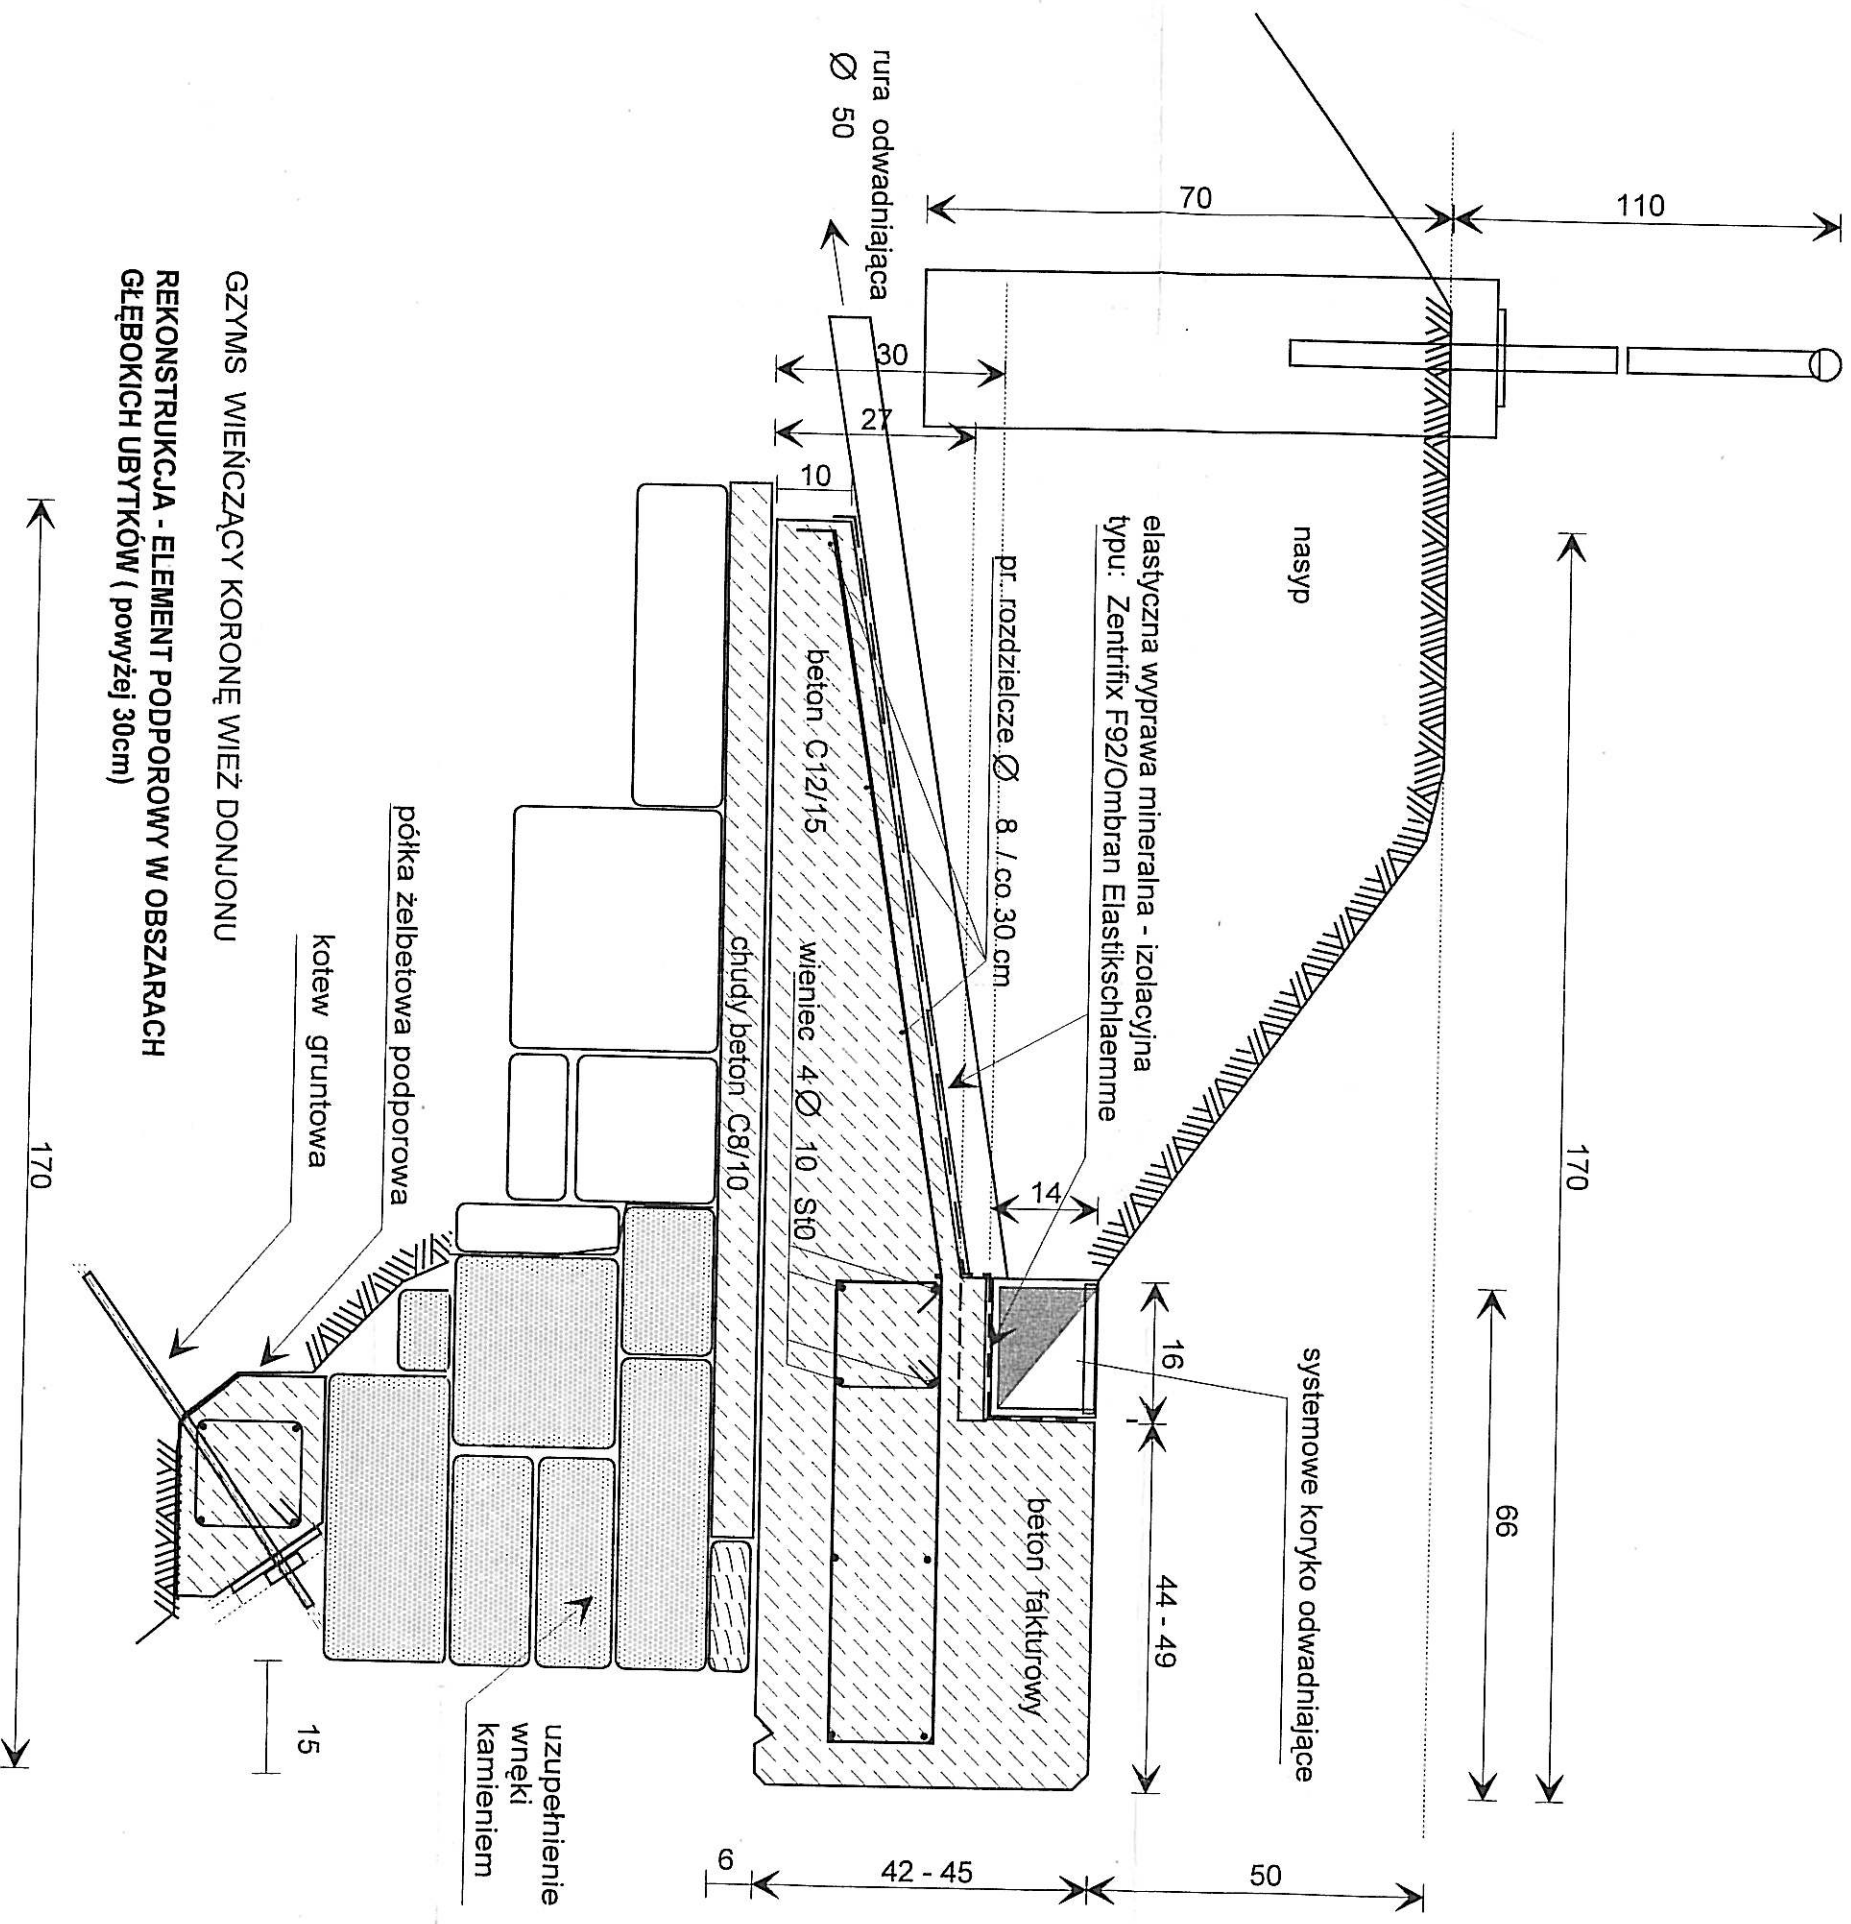 110
70
170
nasyp
systemowe koryko odwadniające
66
16
44 - 49
14
50
42 - 45
6
rura odwadniająca
Ø 50
30
27
10
elastyczna wyprawa mineralna - izolacyjna
typu: Zentrifix F92/Ombran Elastikschlaemme
pr. rozdzielcze Ø 8 / co 30 cm
beton fakturowy
beton C12/15
wieniec 4 Ø 10 St0
chudy beton C8/10
uzupełnienie
wnęki
kamieniem
półka żelbetowa podporowa
kotew gruntowa
15
GZYMS WIEŃCZĄCY KORONĘ WIEŻ DONJONU
REKONSTRUKCJA - ELEMENT PODPOROWY W OBSZARACH
GŁĘBOKICH UBYTKÓW ( powyżej 30cm)
170